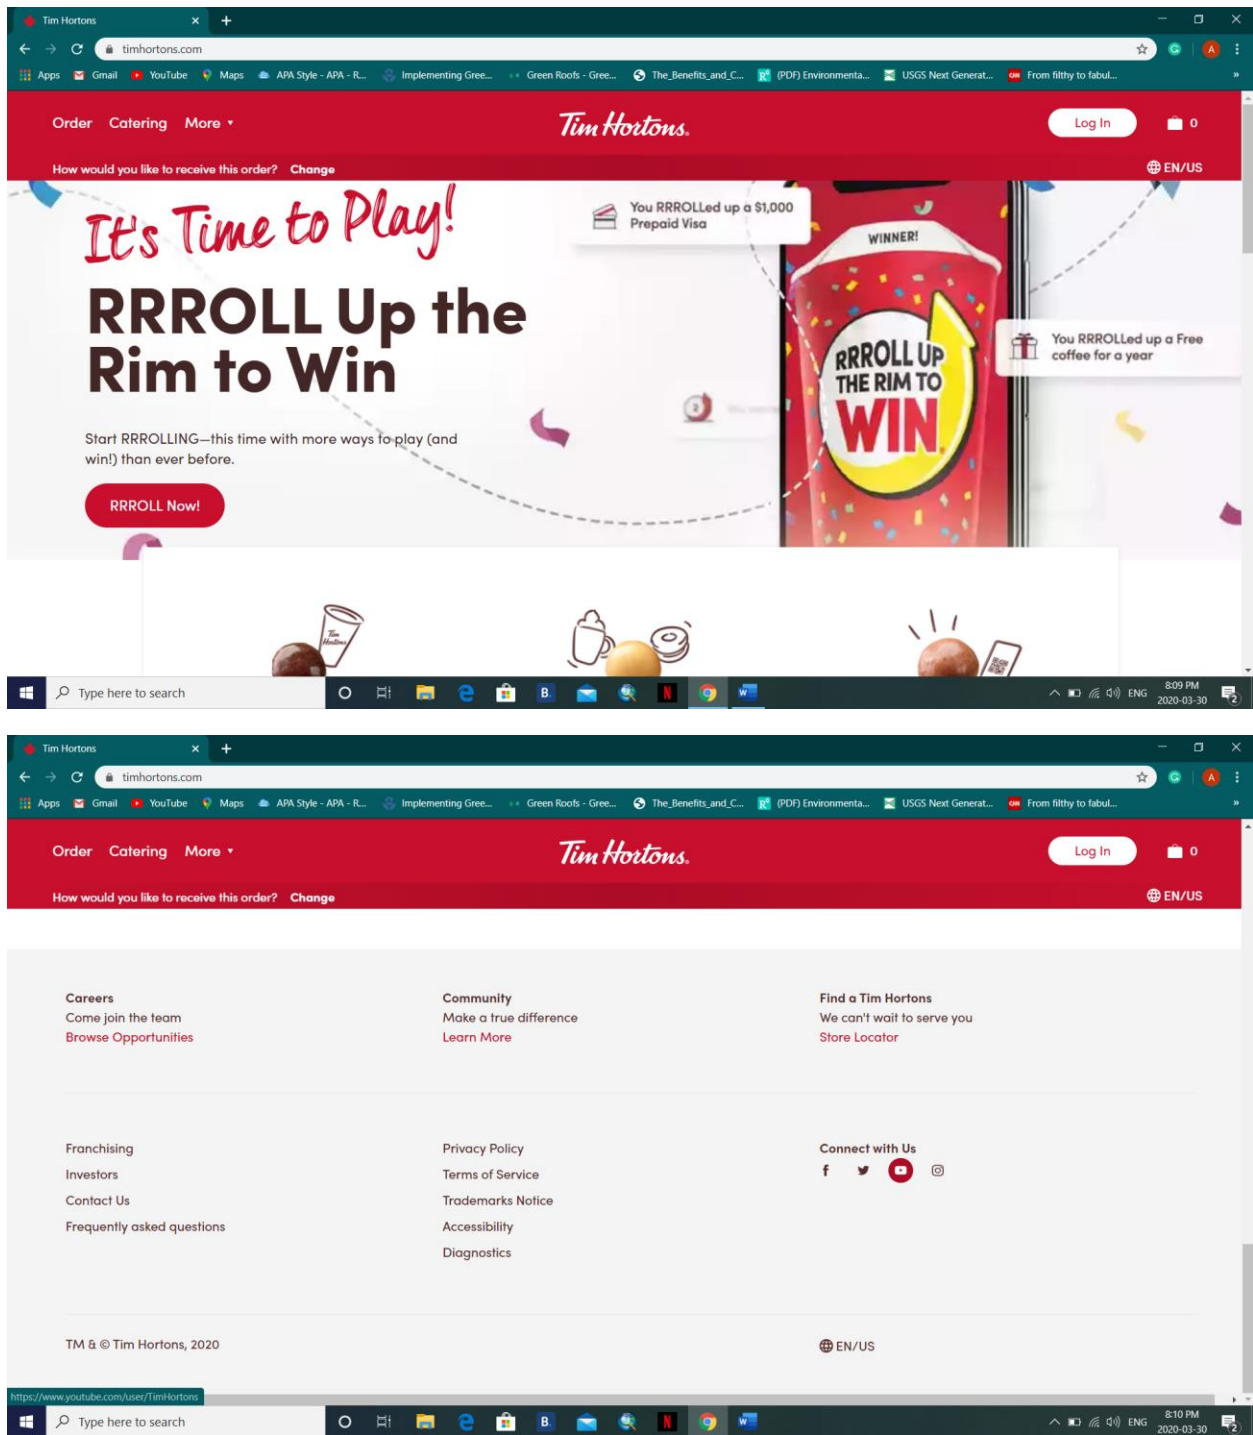 Tim Hortons
timhortons.com
Apps Gmail YouTube Maps APA Style - APA - R... Implementing Gree... Green Roofs - Gree... The_Benefits_and_C... (PDF) Environmenta... USGS Next Generat... From filthy to fabul... »
Order Catering More Tim Hortons. Log In 0
How would you like to receive this order? Change EN/US
It's Time to Play!
RRROLL Up the
Rim to Win
Start RRROLLING—this time with more ways to play (and
win!) than ever before.
RRROLL Now!
You RRROLLed up a $1,000
Prepaid Visa
WINNER!
RRROLL UP
THE RIM TO
WIN
You RRROLLed up a Free
coffee for a year
Tim
Hortons
Type here to search
ENG 8:09 PM
2020-03-30
Tim Hortons
timhortons.com
Apps Gmail YouTube Maps APA Style - APA - R... Implementing Gree... Green Roofs - Gree... The_Benefits_and_C... (PDF) Environmenta... USGS Next Generat... From filthy to fabul... »
Order Catering More Tim Hortons. Log In 0
How would you like to receive this order? Change EN/US
Careers
Come join the team
Browse Opportunities
Community
Make a true difference
Learn More
Find a Tim Hortons
We can't wait to serve you
Store Locator
Franchising
Investors
Contact Us
Frequently asked questions
Privacy Policy
Terms of Service
Trademarks Notice
Accessibility
Diagnostics
Connect with Us
TM & © Tim Hortons, 2020
EN/US
https://www.youtube.com/user/TimHortons
Type here to search
ENG 8:10 PM
2020-03-30